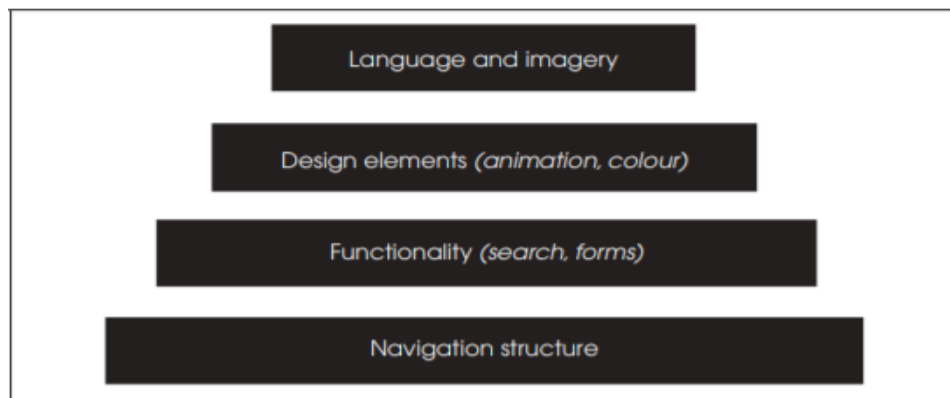 Language and imagery
Design elements (animation, colour)
Functionality (search, forms)
Navigation structure